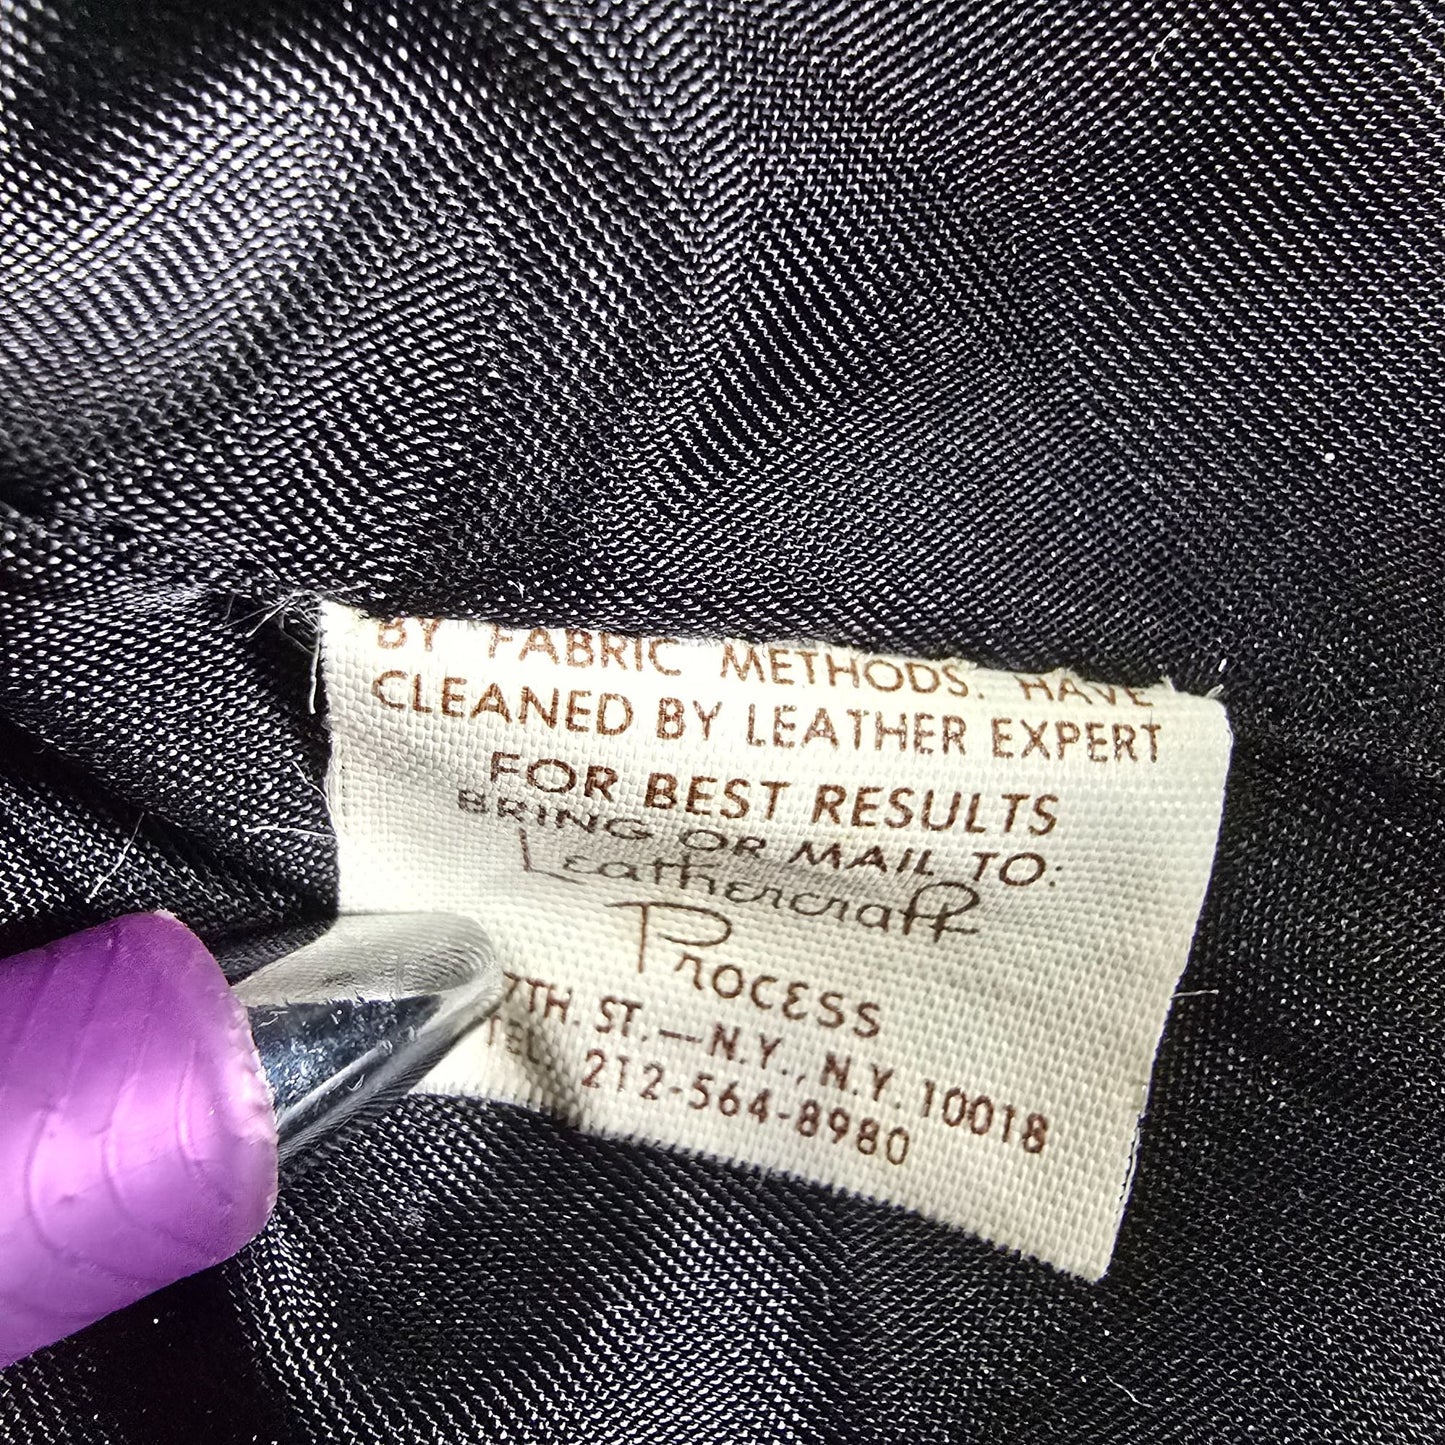 BY "FABRIC" METHODS. HAVE
CLEANED BY LEATHER EXPERT
FOR BEST RESULTS
BRING OR MAIL TO:
Leathercraft
Process
7TH. ST.—N.Y., N.Y. 10018
TEL. 212-564-8980